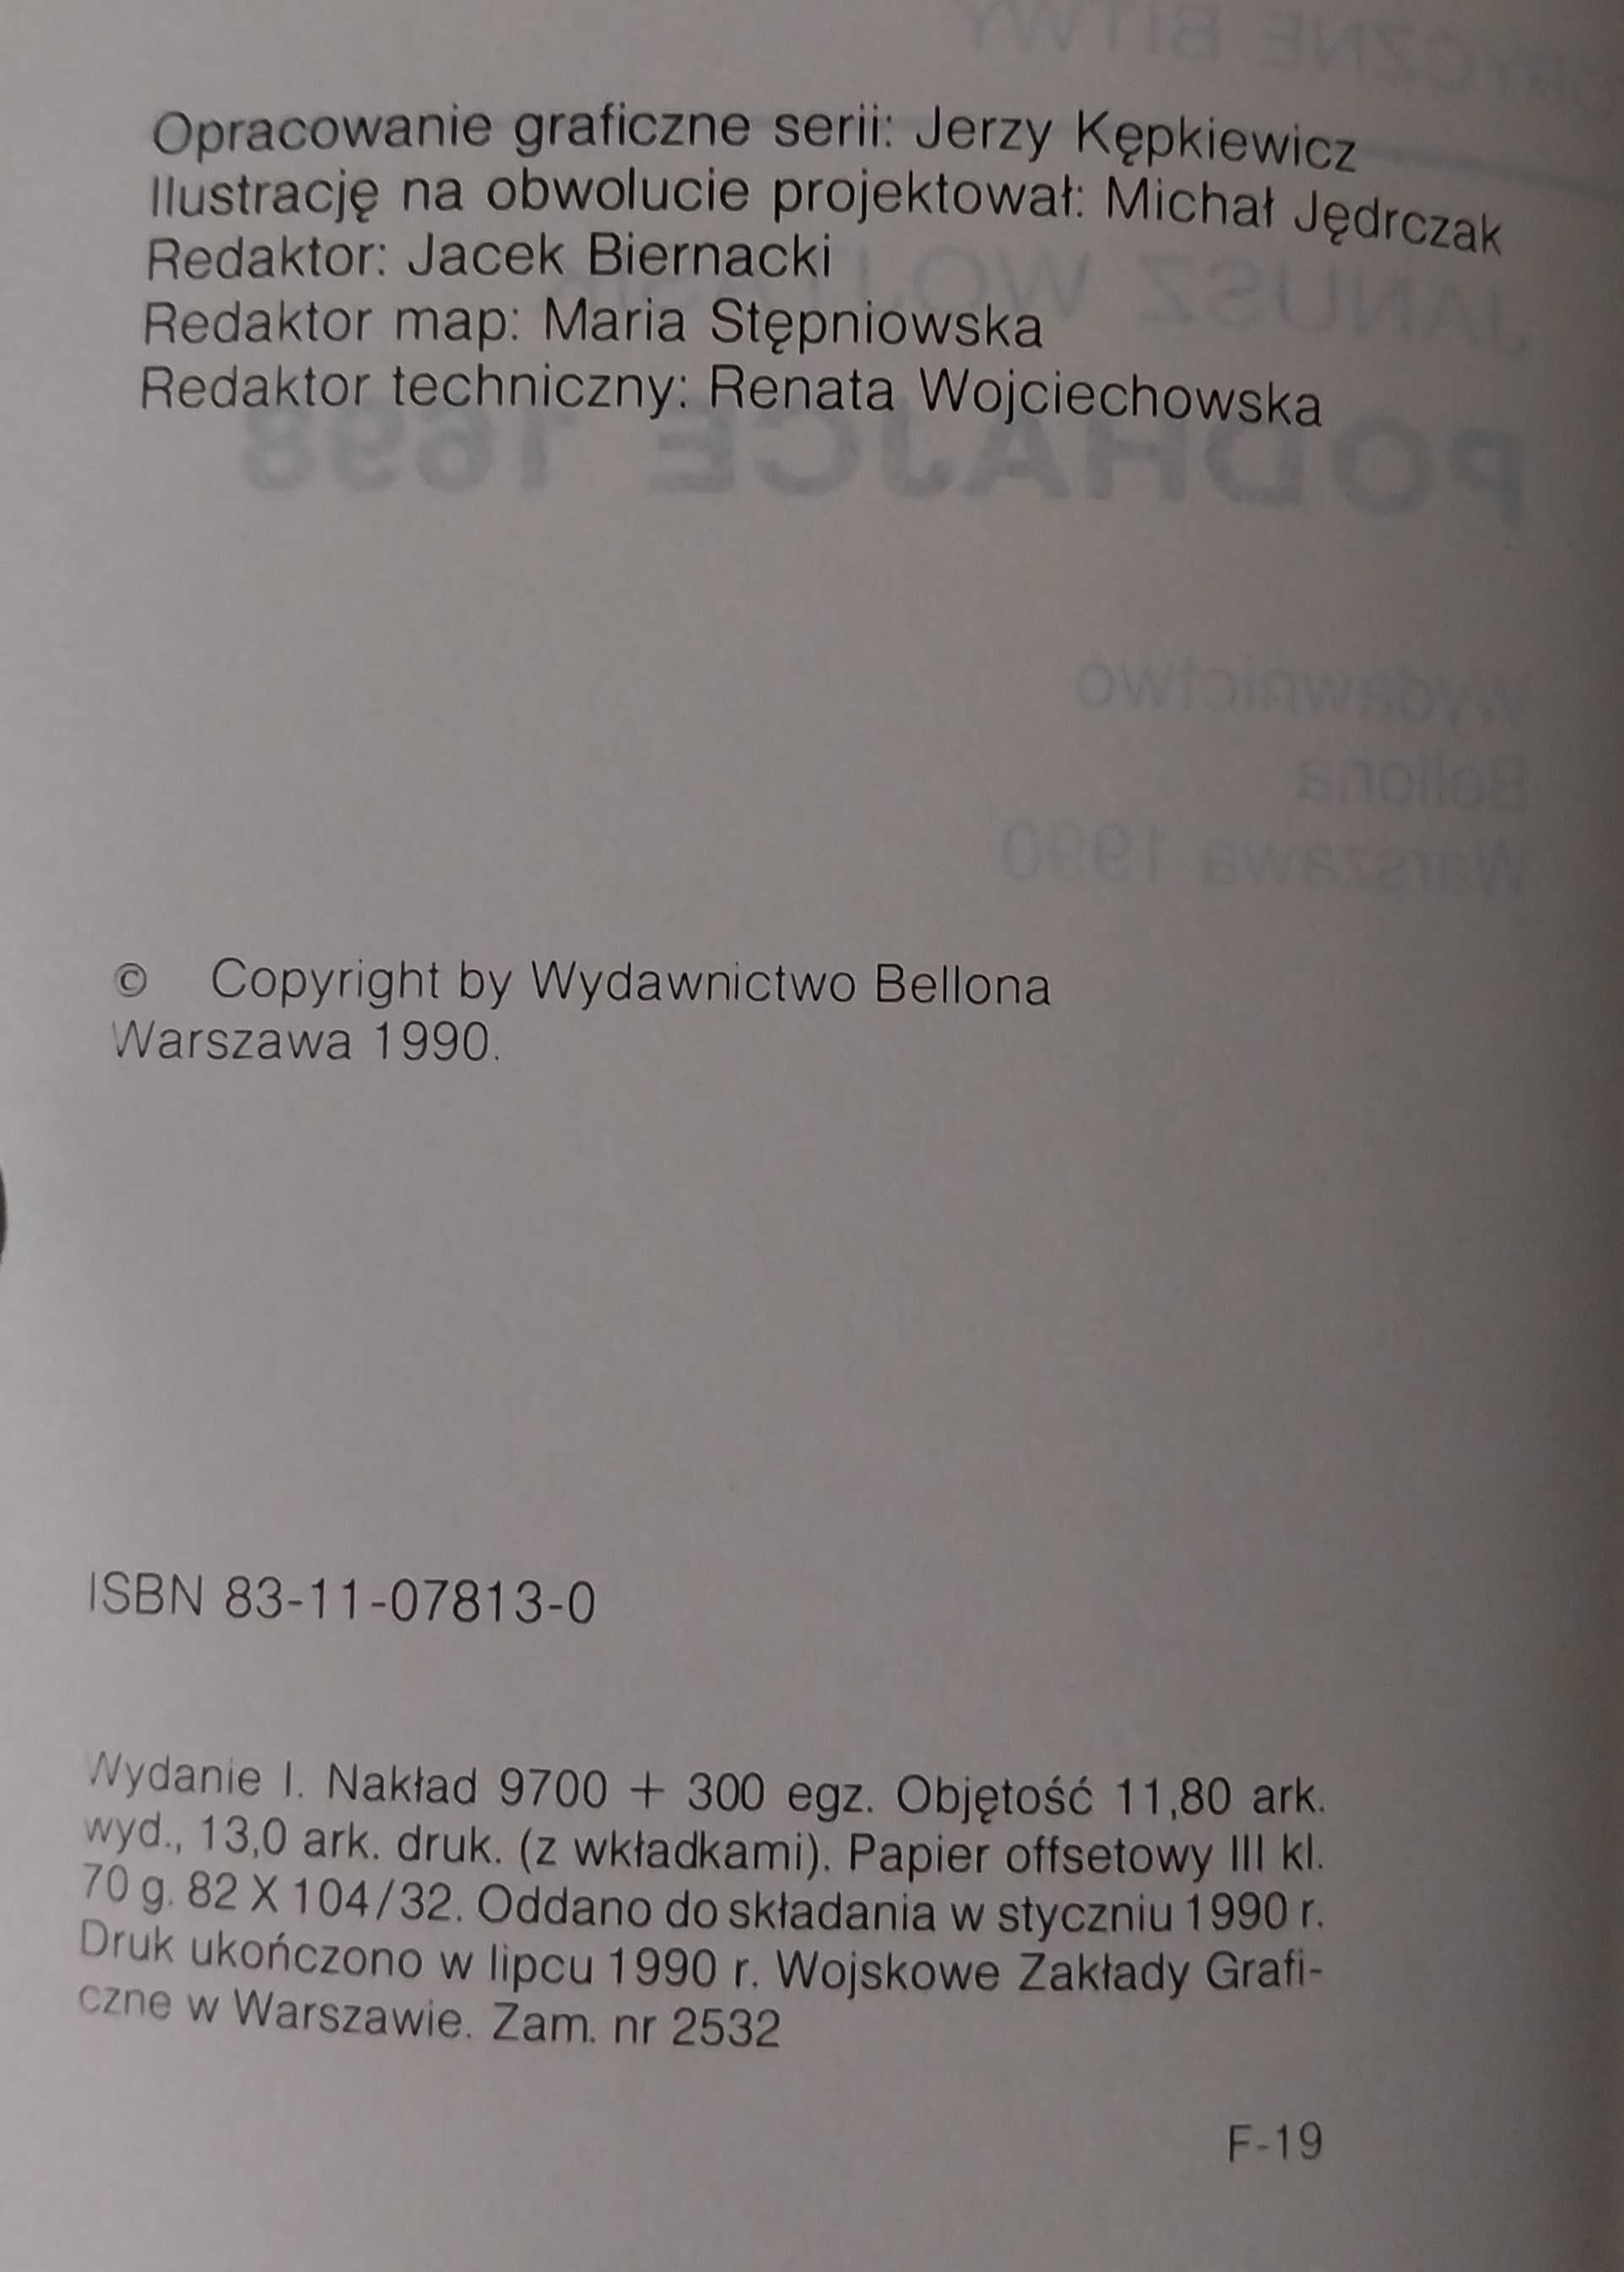 Opracowanie graficzne serii: Jerzy Kępkiewicz
Ilustrację na obwolucie projektował: Michał Jędrczak
Redaktor: Jacek Biernacki
Redaktor map: Maria Stępniowska
Redaktor techniczny: Renata Wojciechowska
© Copyright by Wydawnictwo Bellona
Warszawa 1990.
ISBN 83-11-07813-0
Wydanie I. Nakład 9700 + 300 egz. Objętość 11,80 ark.
wyd., 13,0 ark. druk. (z wkładkami). Papier offsetowy III kl.
70 g. 82 X 104/32. Oddano do składania w styczniu 1990 r.
Druk ukończono w lipcu 1990 r. Wojskowe Zakłady Grafi-
czne w Warszawie. Zam. nr 2532
F-19